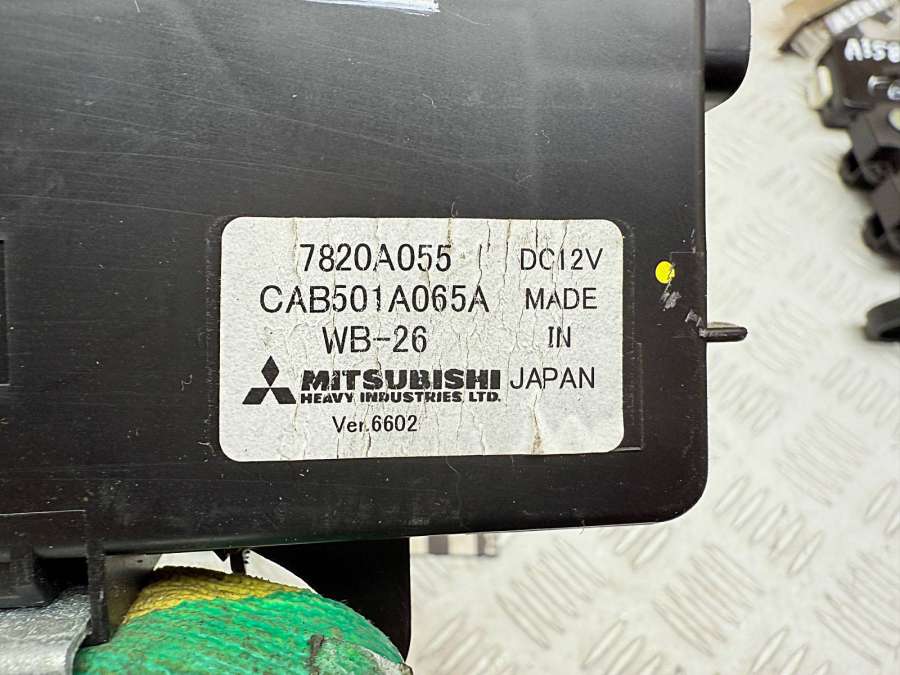 7820A055
CAB501A065A
WB-26
MITSUBISHI
HEAVY INDUSTRIES, LTD.
Ver.6602
DC12V
MADE
IN
JAPAN